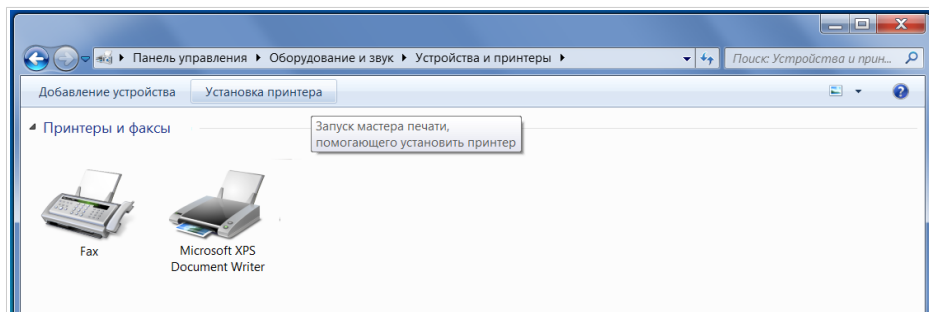 Панель управления Оборудование и звук Устройства и принтеры Поиск: Устройства и прин...
Добавление устройства Установка принтера
Принтеры и факсы
Запуск мастера печати,
помогающего установить принтер
Fax
Microsoft XPS
Document Writer